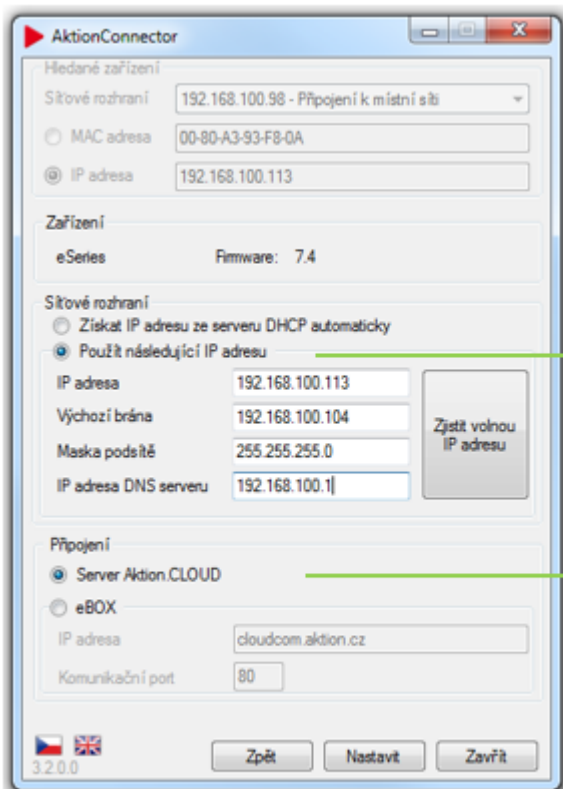 AktionConnector
Hledané zařízení
Síťové rozhraní 192.168.100.98 - Připojení k místní síti
MAC adresa 00-80-A3-93-F8-0A
IP adresa 192.168.100.113
Zařízení
eSeries Firmware: 7.4
Síťové rozhraní
Získat IP adresu ze serveru DHCP automaticky
Použít následující IP adresu
IP adresa 192.168.100.113
Výchozí brána 192.168.100.104
Maska podsítě 255.255.255.0
IP adresa DNS serveru 192.168.100.1
Zjistit volnou
IP adresu
Připojení
Server Aktion.CLOUD
eBOX
IP adresa cloudcom.aktion.cz
Komunikační port 80
3.2.0.0
Zpět Nastavit Zavřít